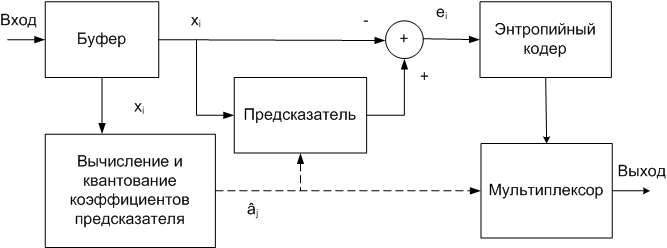 Вход
Буфер
xᵢ
-
+
eᵢ
Энтропийный
кодер
+
xᵢ
Предсказатель
Вычисление и
квантование
коэффициентов
предсказателя
âⱼ
Мультиплексор
Выход